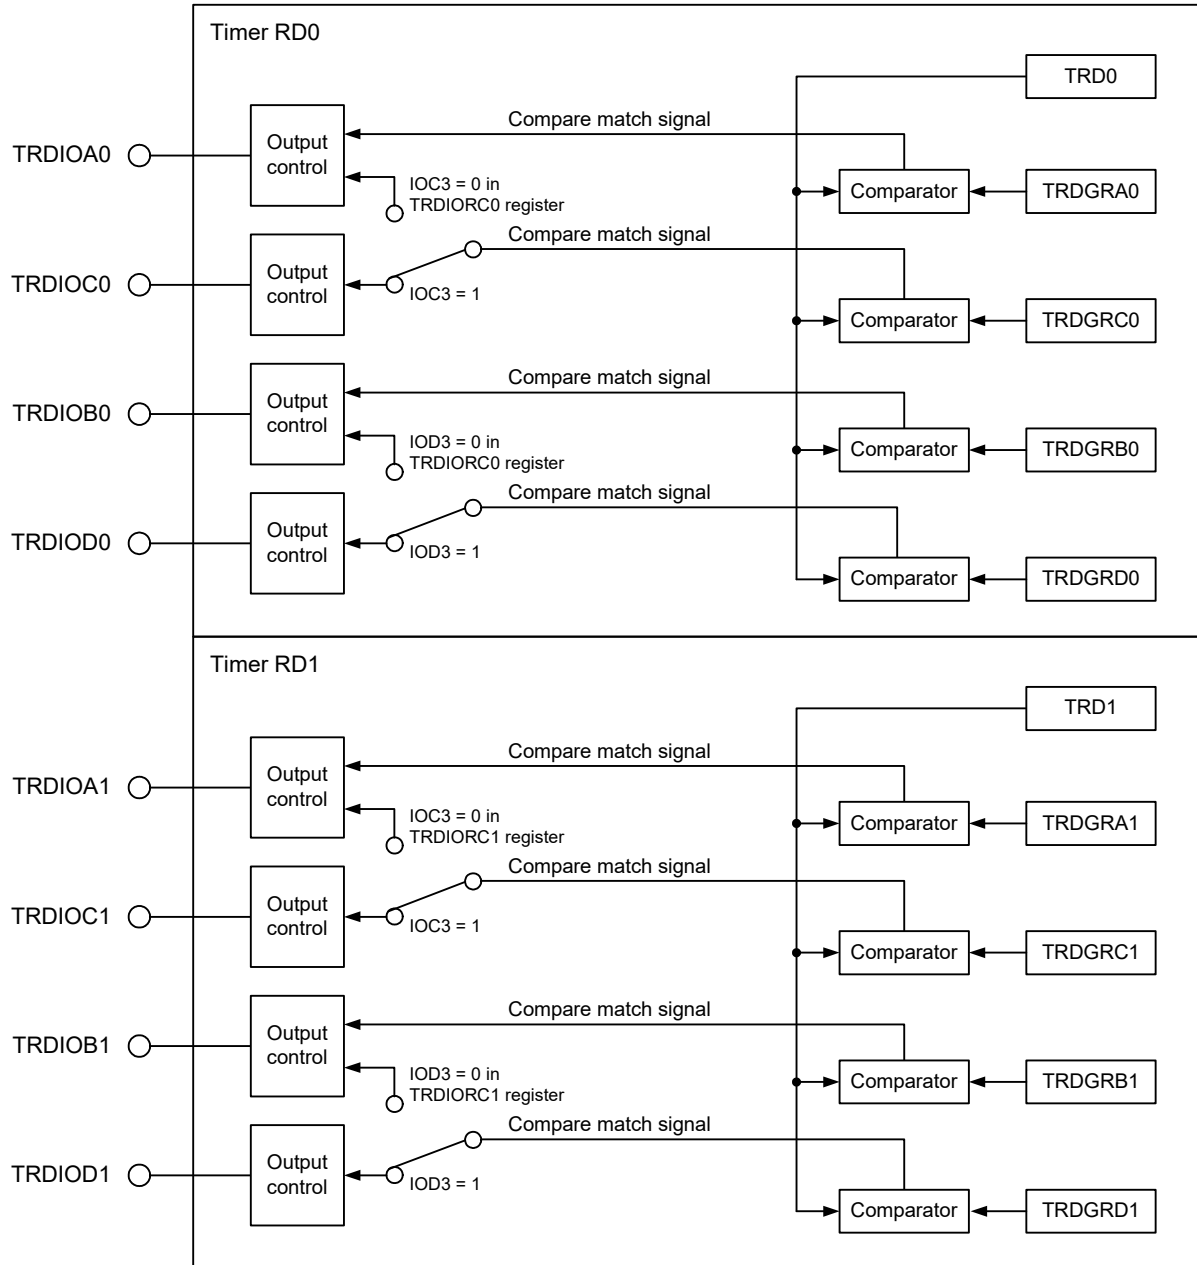 Timer RD0
TRD0
Compare match signal
Output
control
TRDIOA0
IOC3 = 0 in
TRDIORC0 register
Comparator
TRDGRA0
Compare match signal
Output
control
TRDIOC0
IOC3 = 1
Comparator
TRDGRC0
Compare match signal
Output
control
TRDIOB0
IOD3 = 0 in
TRDIORC0 register
Comparator
TRDGRB0
Compare match signal
Output
control
TRDIOD0
IOD3 = 1
Comparator
TRDGRD0
Timer RD1
TRD1
Compare match signal
Output
control
TRDIOA1
IOC3 = 0 in
TRDIORC1 register
Comparator
TRDGRA1
Compare match signal
Output
control
TRDIOC1
IOC3 = 1
Comparator
TRDGRC1
Compare match signal
Output
control
TRDIOB1
IOD3 = 0 in
TRDIORC1 register
Comparator
TRDGRB1
Compare match signal
Output
control
TRDIOD1
IOD3 = 1
Comparator
TRDGRD1